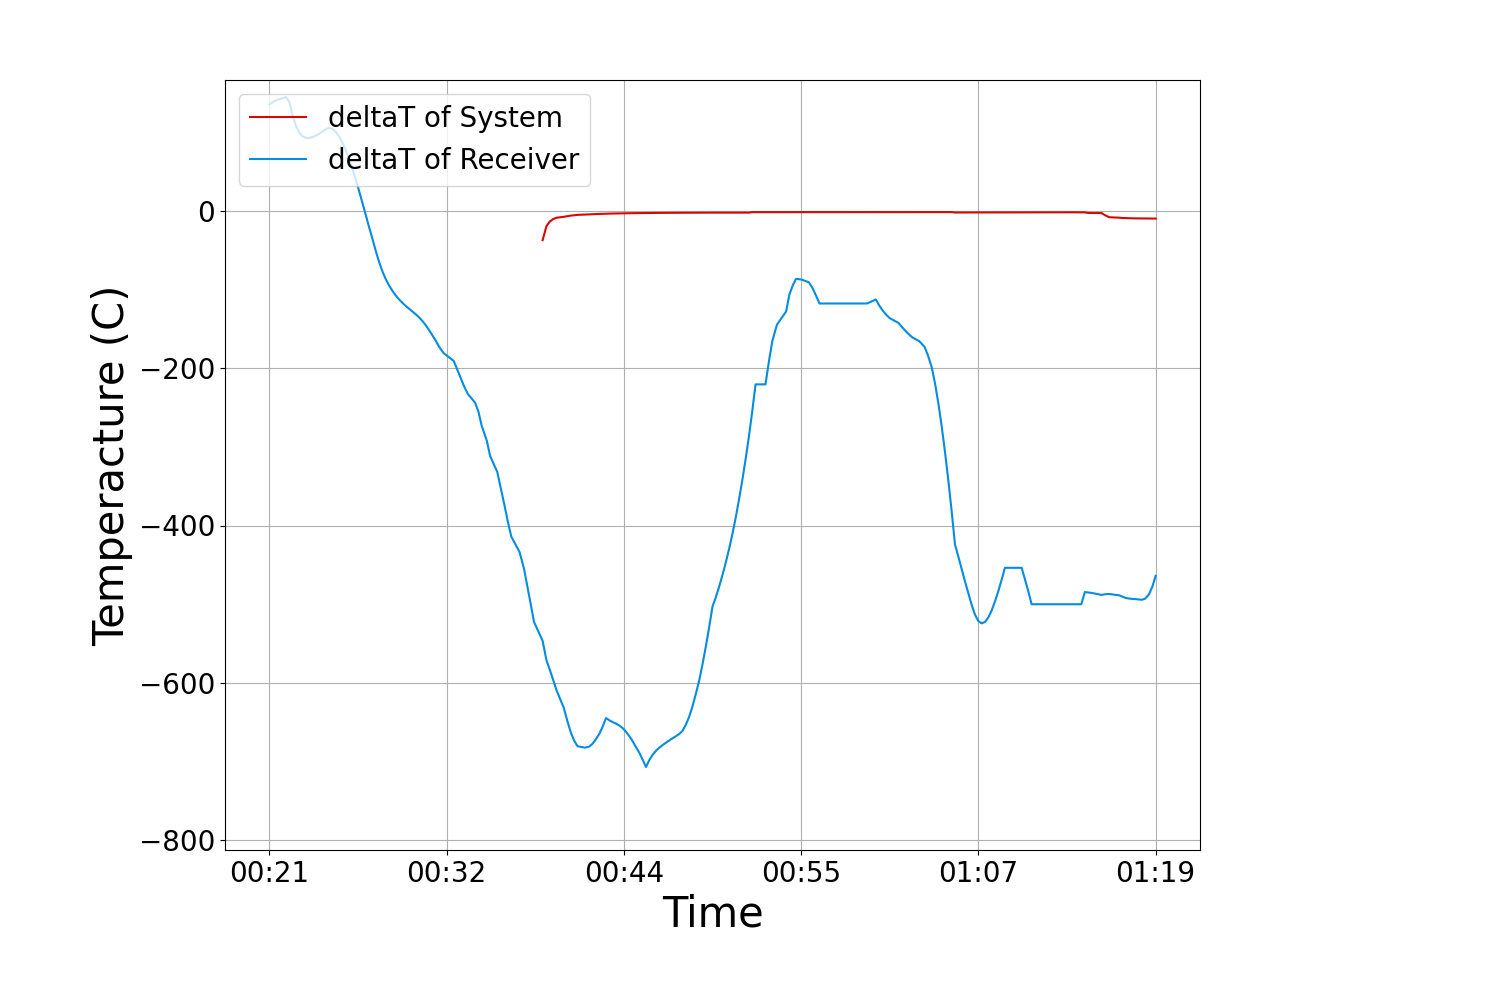 deltaT of System
deltaT of Receiver
0
−200
−400
−600
−800
Temperacture (C)
00:21 00:32 00:44 00:55 01:07 01:19
Time